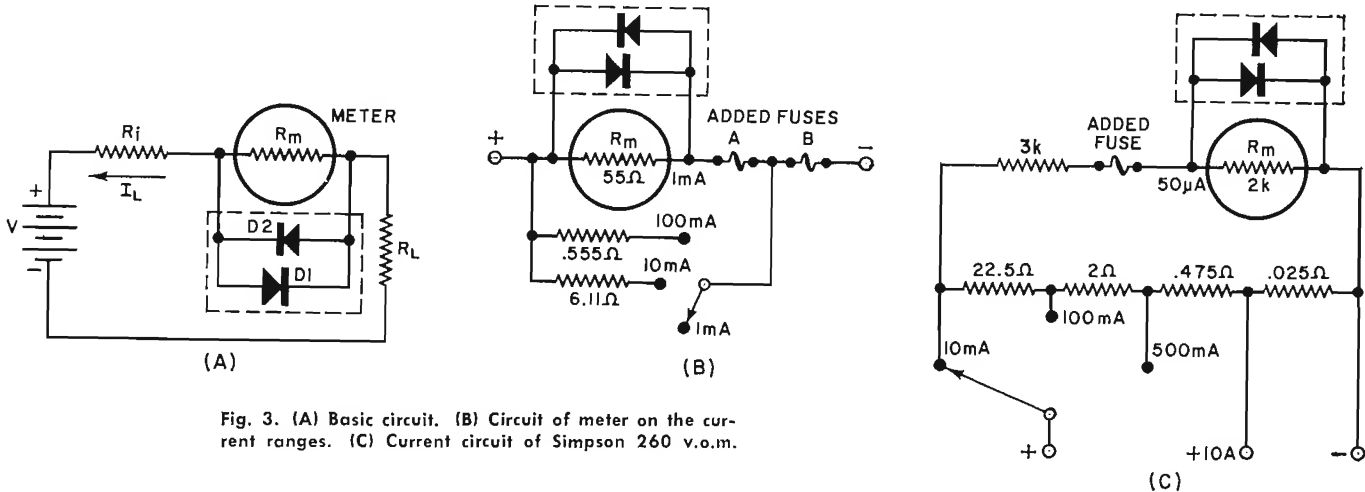 METER
Ri
Rm
IL
V
+
-
D2
D1
RL
(A)
ADDED FUSES
A
B
+
-
Rm
55Ω
1mA
100mA
.555Ω
10mA
6.11Ω
1mA
(B)
3k
ADDED
FUSE
50µA
Rm
2k
22.5Ω
2Ω
.475Ω
.025Ω
100mA
10mA
500mA
+
+10A
-
(C)
Fig. 3. (A) Basic circuit. (B) Circuit of meter on the cur-
rent ranges. (C) Current circuit of Simpson 260 v.o.m.